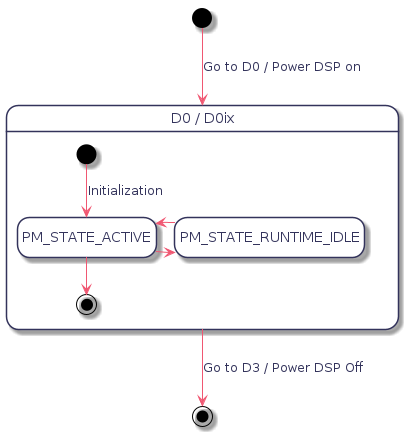 Go to D0 / Power DSP on
D0 / D0ix
Initialization
PM_STATE_ACTIVE
PM_STATE_RUNTIME_IDLE
Go to D3 / Power DSP Off